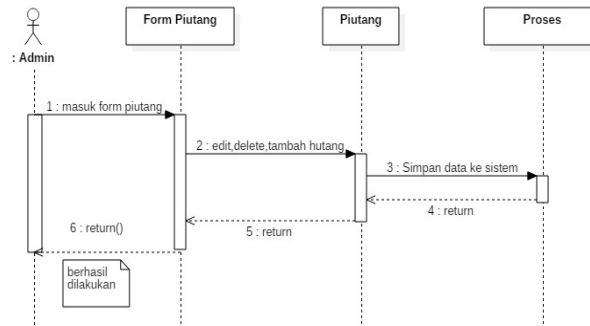 Form Piutang
Piutang
Proses
: Admin
1 : masuk form piutang
2 : edit,delete,tambah hutang
3 : Simpan data ke sistem
4 : return
5 : return
6 : return()
berhasil
dilakukan